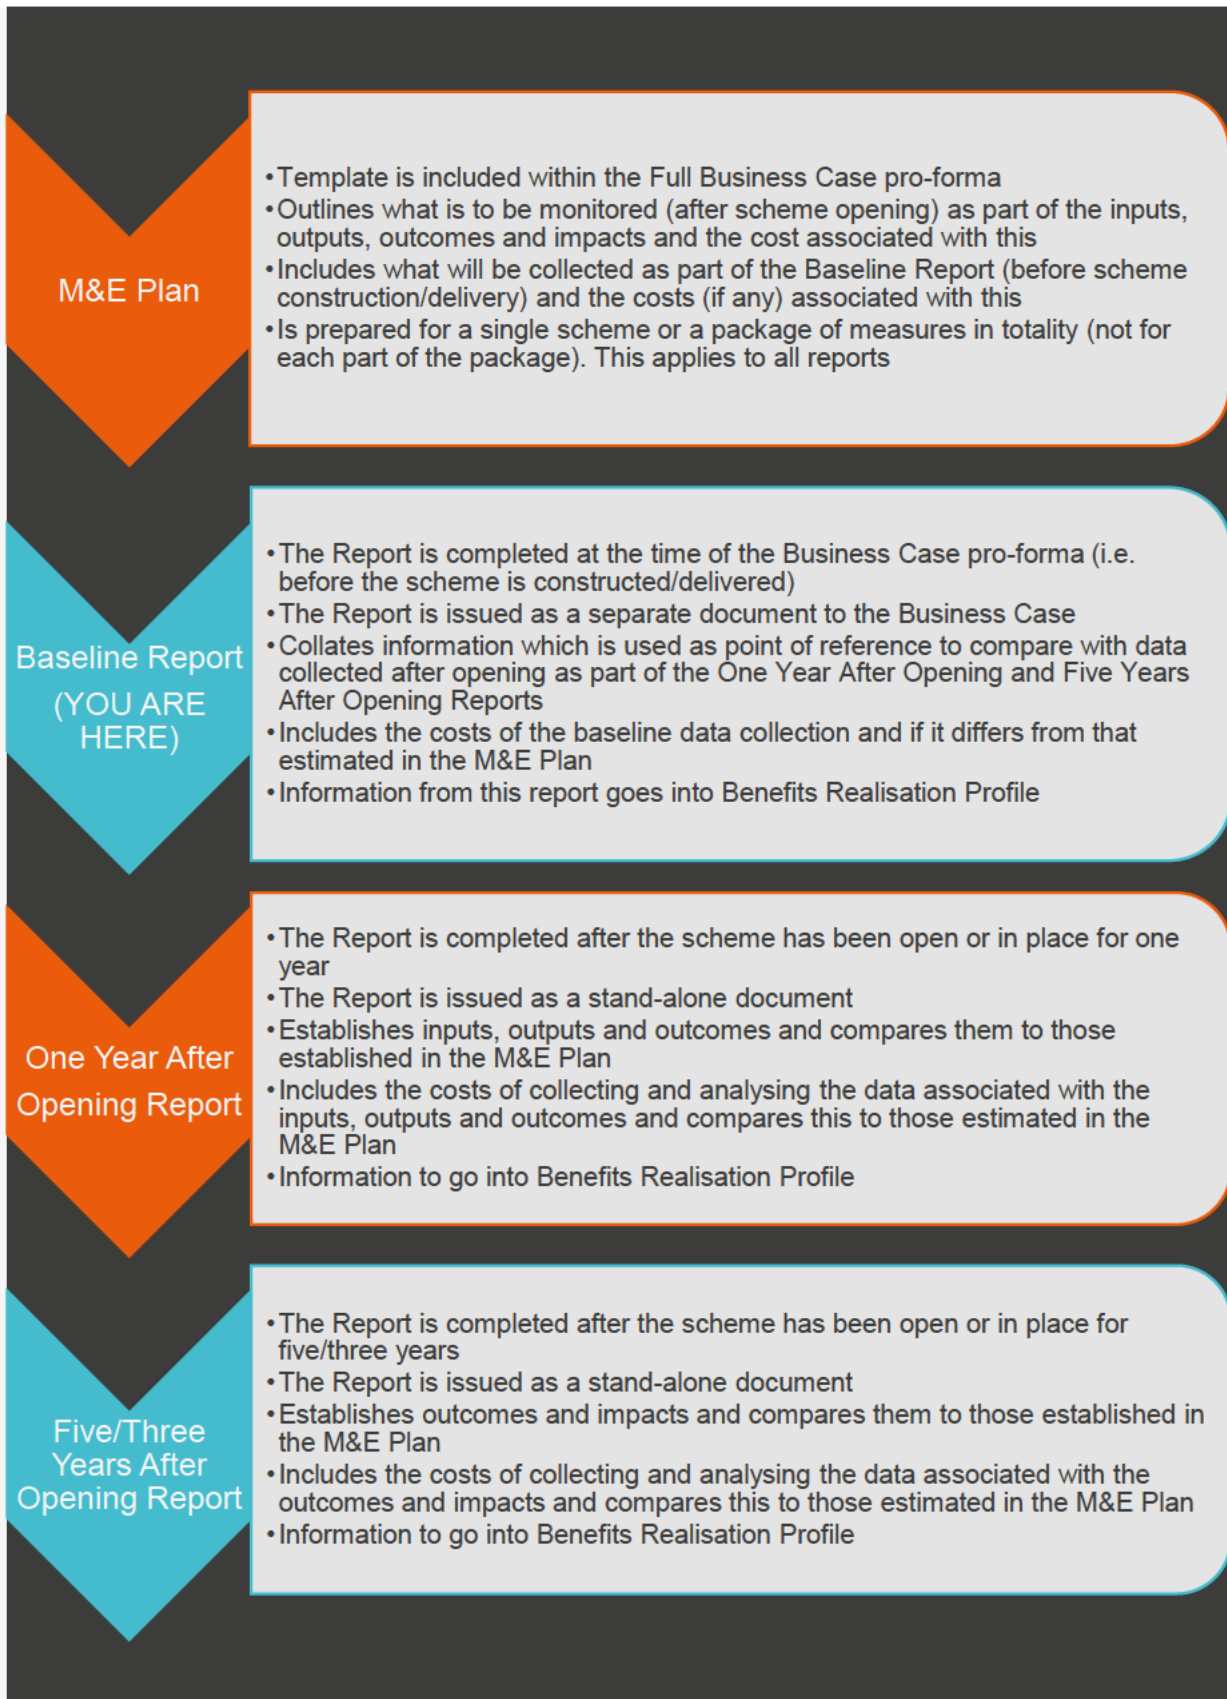 M&E Plan
•Template is included within the Full Business Case pro-forma
•Outlines what is to be monitored (after scheme opening) as part of the inputs,
outputs, outcomes and impacts and the cost associated with this
•Includes what will be collected as part of the Baseline Report (before scheme
construction/delivery) and the costs (if any) associated with this
•Is prepared for a single scheme or a package of measures in totality (not for
each part of the package). This applies to all reports
Baseline Report
(YOU ARE
HERE)
•The Report is completed at the time of the Business Case pro-forma (i.e.
before the scheme is constructed/delivered)
•The Report is issued as a separate document to the Business Case
•Collates information which is used as point of reference to compare with data
collected after opening as part of the One Year After Opening and Five Years
After Opening Reports
•Includes the costs of the baseline data collection and if it differs from that
estimated in the M&E Plan
•Information from this report goes into Benefits Realisation Profile
One Year After
Opening Report
•The Report is completed after the scheme has been open or in place for one
year
•The Report is issued as a stand-alone document
•Establishes inputs, outputs and outcomes and compares them to those
established in the M&E Plan
•Includes the costs of collecting and analysing the data associated with the
inputs, outputs and outcomes and compares this to those estimated in the
M&E Plan
•Information to go into Benefits Realisation Profile
Five/Three
Years After
Opening Report
•The Report is completed after the scheme has been open or in place for
five/three years
•The Report is issued as a stand-alone document
•Establishes outcomes and impacts and compares them to those established in
the M&E Plan
•Includes the costs of collecting and analysing the data associated with the
outcomes and impacts and compares this to those estimated in the M&E Plan
•Information to go into Benefits Realisation Profile